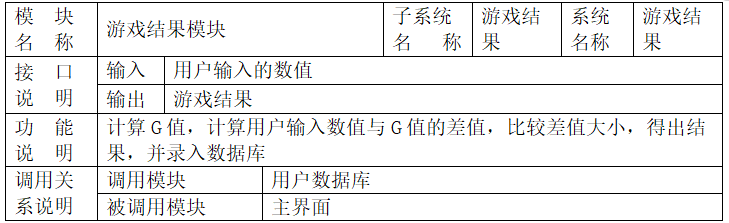 模 块 名 称 游戏结果模块 子系统名 称 游戏结果 系统名称 游戏结果
接 口 说 明 输入 用户输入的数值
输出 游戏结果
功 能 说 明 计算 G 值，计算用户输入数值与 G 值的差值，比较差值大小，得出结
果，并录入数据库
调用关系说明 调用模块 用户数据库
被调用模块 主界面